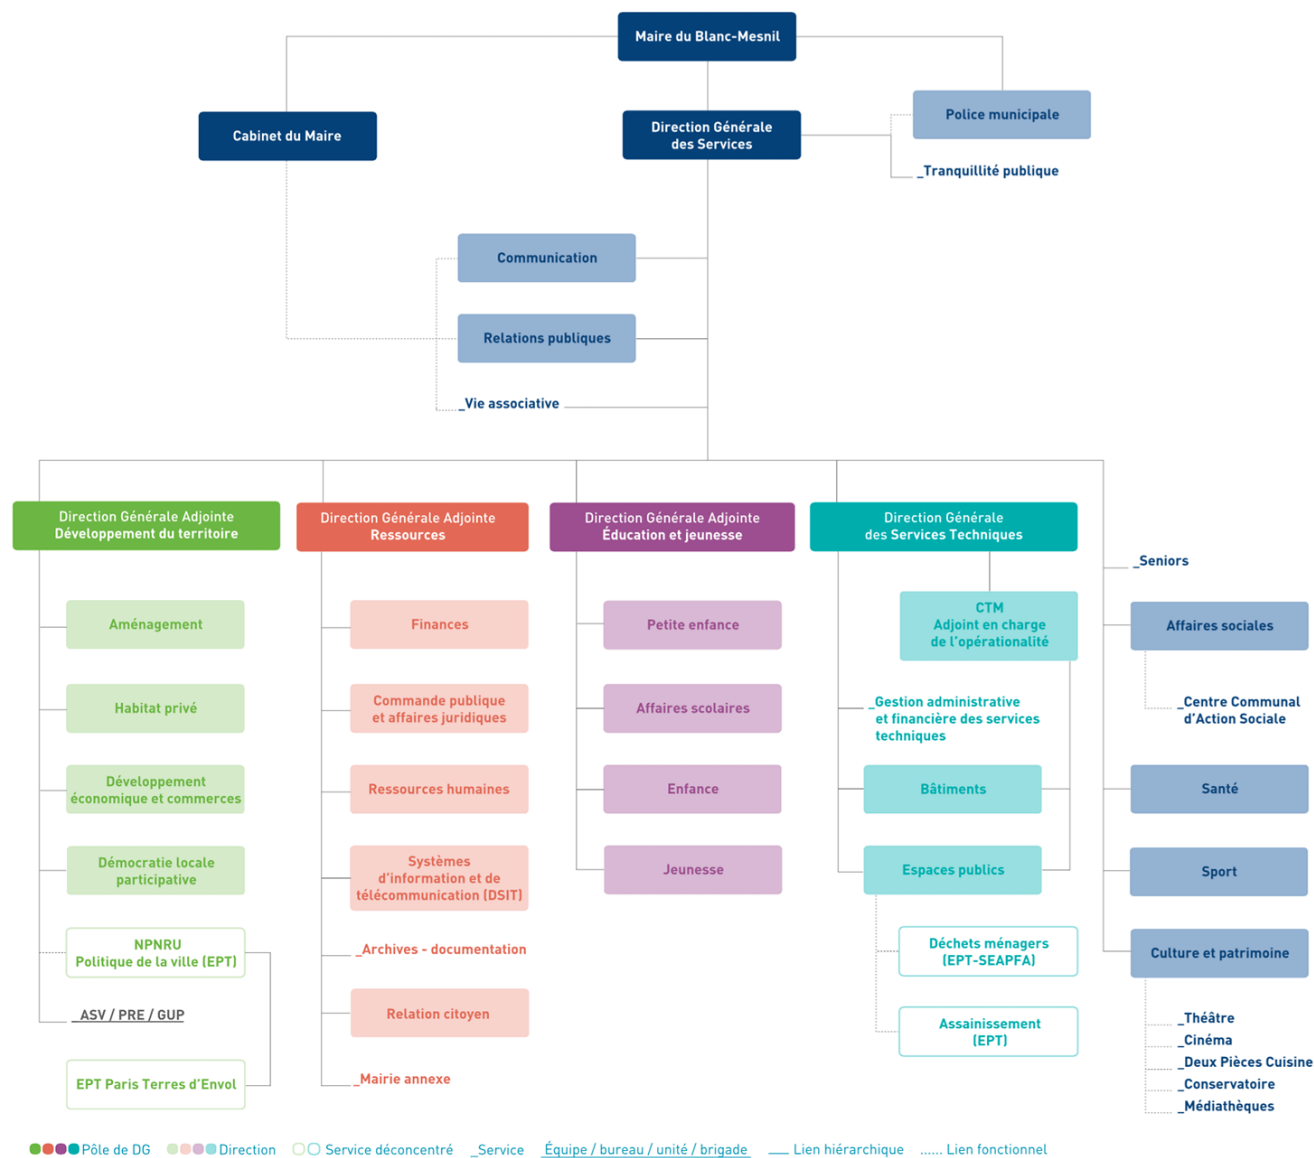 Maire du Blanc-Mesnil
Cabinet du Maire
Direction Générale
des Services
Police municipale
_Tranquillité publique
Communication
Relations publiques
_Vie associative
Direction Générale Adjointe
Développement du territoire
Aménagement
Habitat privé
Développement
économique et commerces
Démocratie locale
participative
NPNRU
Politique de la ville (EPT)
_ASV / PRE / GUP
EPT Paris Terres d'Envol
Direction Générale Adjointe
Ressources
Finances
Commande publique
et affaires juridiques
Ressources humaines
Systèmes
d'information et de
télécommunication (DSIT)
_Archives - documentation
Relation citoyen
_Mairie annexe
Direction Générale Adjointe
Éducation et jeunesse
Petite enfance
Affaires scolaires
Enfance
Jeunesse
Direction Générale
des Services Techniques
CTM
Adjoint en charge
de l'opérationalité
_Gestion administrative
et financière des services
techniques
Bâtiments
Espaces publics
Déchets ménagers
(EPT-SEAPFA)
Assainissement
(EPT)
_Seniors
Affaires sociales
_Centre Communal
d'Action Sociale
Santé
Sport
Culture et patrimoine
_Théâtre
_Cinéma
_Deux Pièces Cuisine
_Conservatoire
_Médiathèques
Pôle de DG Direction Service déconcentré _Service Équipe / bureau / unité / brigade Lien hiérarchique Lien fonctionnel